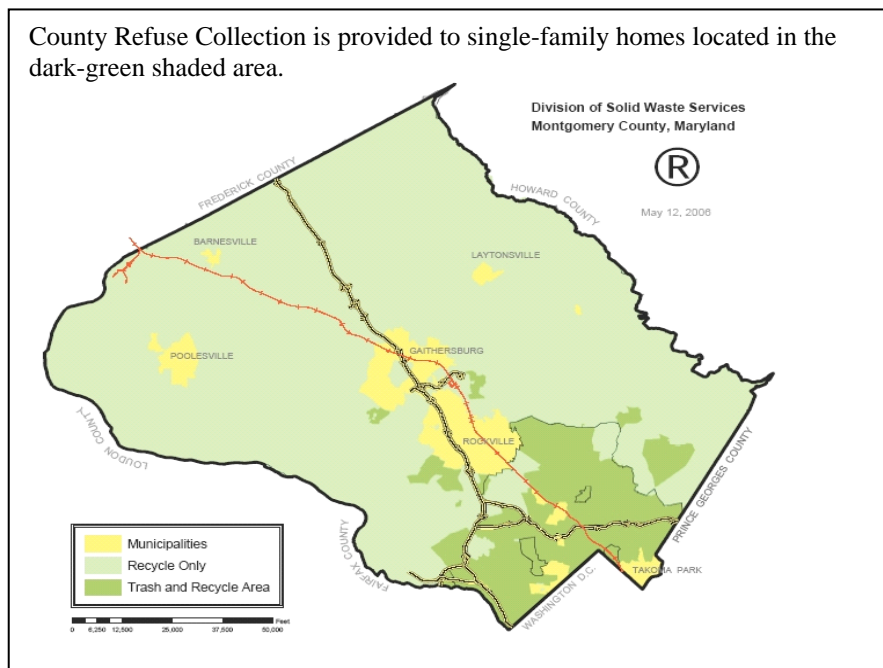 County Refuse Collection is provided to single-family homes located in the
dark-green shaded area.
Division of Solid Waste Services
Montgomery County, Maryland
®
May 12, 2006
FREDERICK COUNTY
HOWARD COUNTY
BARNESVILLE
LAYTONSVILLE
POOLESVILLE
GAITHERSBURG
ROCKVILLE
LOUDON COUNTY
PRINCE GEORGES COUNTY
FAIRFAX COUNTY
WASHINGTON D.C.
TAKOMA PARK
Municipalities
Recycle Only
Trash and Recycle Area
Feet
0 6,250 12,500 25,000 37,500 50,000